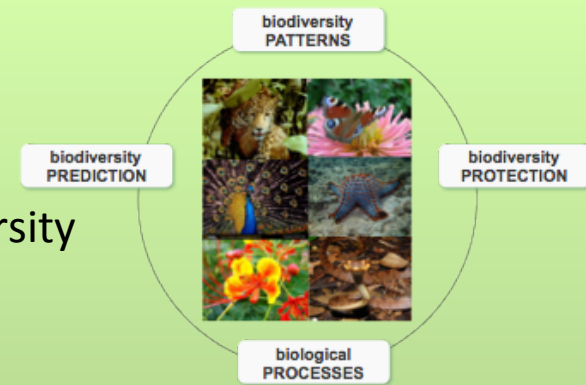 biodiversity
PATTERNS
biodiversity
PREDICTION
biodiversity
PROTECTION
rsity
biological
PROCESSES